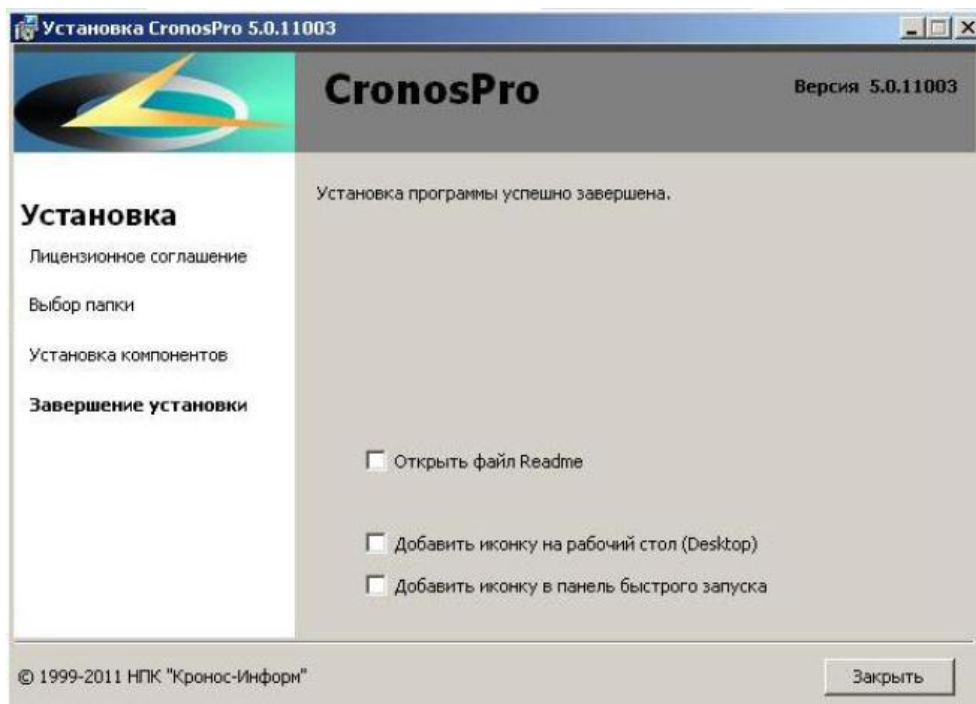 Установка CronosPro 5.0.11003
CronosPro
Версия 5.0.11003
Установка
Лицензионное соглашение
Выбор папки
Установка компонентов
Завершение установки
Установка программы успешно завершена.
Открыть файл Readme
Добавить иконку на рабочий стол (Desktop)
Добавить иконку в панель быстрого запуска
© 1999-2011 НПК "Кронос-Информ"
Закрыть